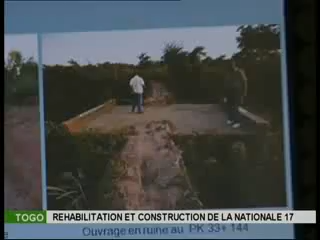 TOGO REHABILITATION ET CONSTRUCTION DE LA NATIONALE 17
Ouvrage en ruine au PK 33+ 144